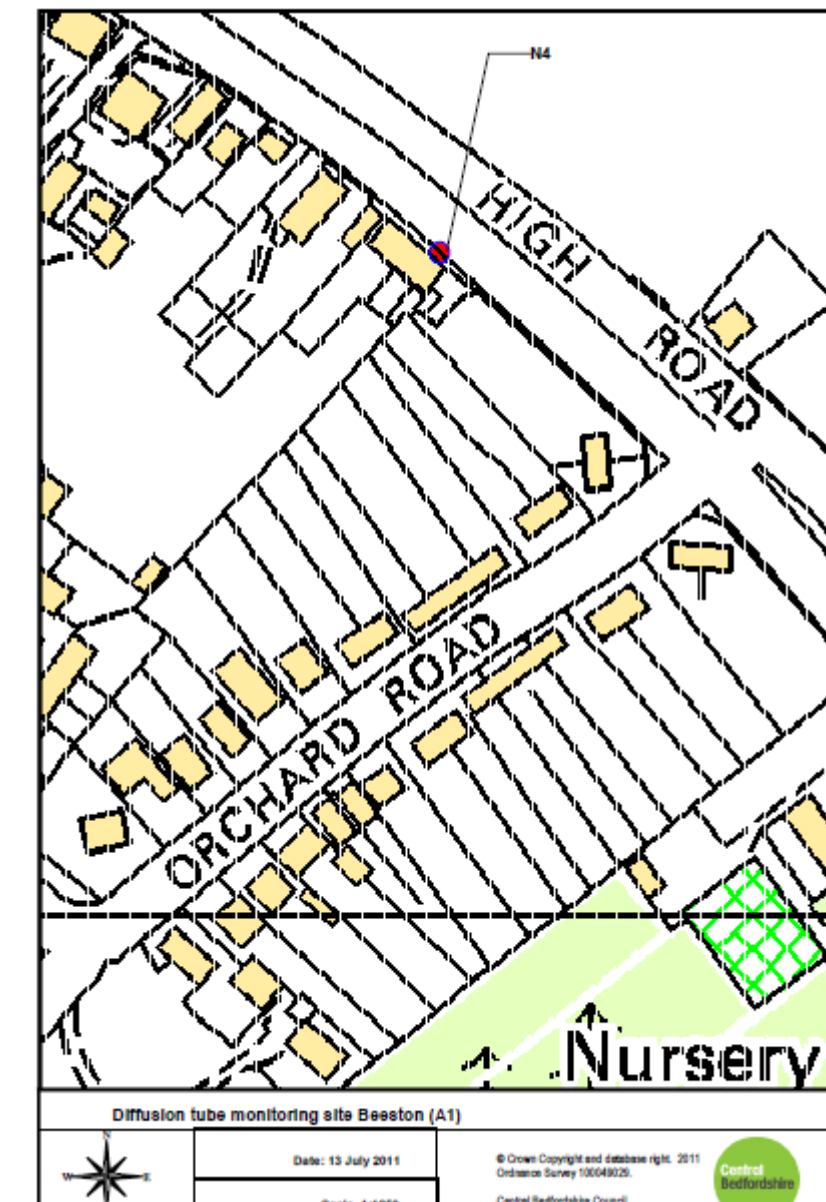 N4
HIGH
ROAD
ORCHARD ROAD
Nursery
Diffusion tube monitoring site Beeston (A1)
N
W E
Date: 13 July 2011
© Crown Copyright and database right. 2011
Ordnance Survey 100049029.
Central
Bedfordshire
Central Bedfordshire Council